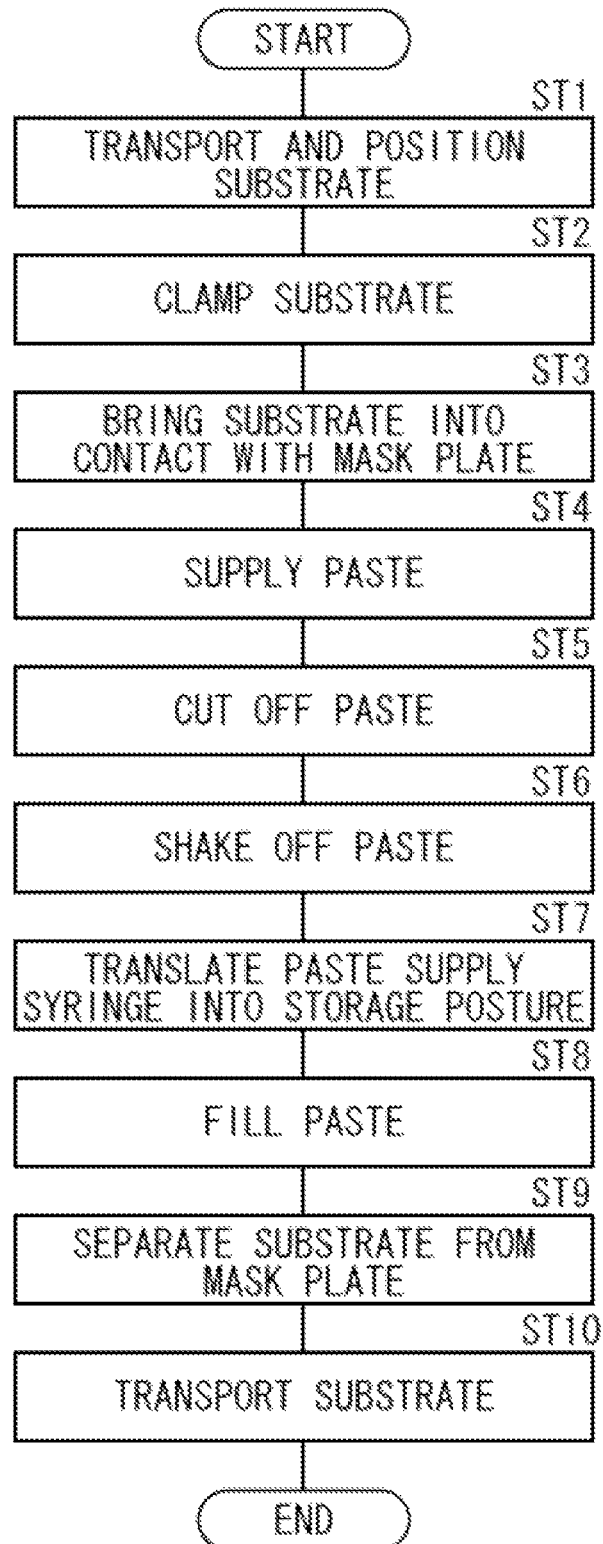 START
ST1
TRANSPORT AND POSITION
SUBSTRATE
ST2
CLAMP SUBSTRATE
ST3
BRING SUBSTRATE INTO
CONTACT WITH MASK PLATE
ST4
SUPPLY PASTE
ST5
CUT OFF PASTE
ST6
SHAKE OFF PASTE
ST7
TRANSLATE PASTE SUPPLY
SYRINGE INTO STORAGE POSTURE
ST8
FILL PASTE
ST9
SEPARATE SUBSTRATE FROM
MASK PLATE
ST10
TRANSPORT SUBSTRATE
END